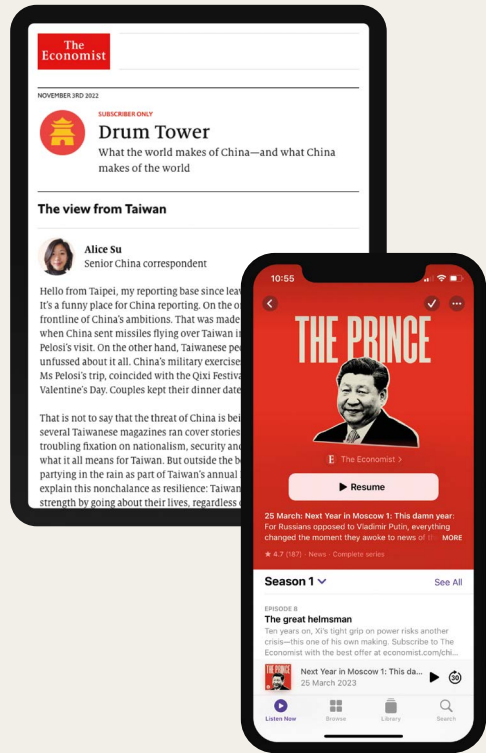 The
Economist
NOVEMBER 3RD 2022
SUBSCRIBER ONLY
Drum Tower
What the world makes of China—and what China
makes of the world
The view from Taiwan
Alice Su
Senior China correspondent
Hello from Taipei, my reporting base since
It's a funny place for China reporting. On the
frontline of China's ambitions. That was made
when China sent missiles flying over Taiwan
Pelosi's visit. On the other hand, Taiwanese
unfussed about it all. China's military
Ms Pelosi's trip, coincided with the Qixi
Valentine's Day. Couples kept their dinner
That is not to say that the threat of China is
several Taiwanese magazines ran cover stories
troubling fixation on nationalism, security
what it all means for Taiwan. But outside the
partying in the rain as part of Taiwan's annual
explain this nonchalance as resilience:
strength by going about their lives, regardless
10:55
THE PRINCE
E The Economist >
Resume
25 March: Next Year in Moscow 1: This damn year:
For Russians opposed to Vladimir Putin, everything
changed the moment they awoke to news of MORE
★ 4.7 (187) · News · Complete series
Season 1
See All
EPISODE 8
The great helmsman
Ten years on, Xi's tight grip on power risks another
crisis—this one of his own making. Subscribe to The
Economist with the best offer at economist.com/chi...
THE PRINCE
Next Year in Moscow 1: This da...
25 March 2023
30
Listen Now
Browse
Library
Search